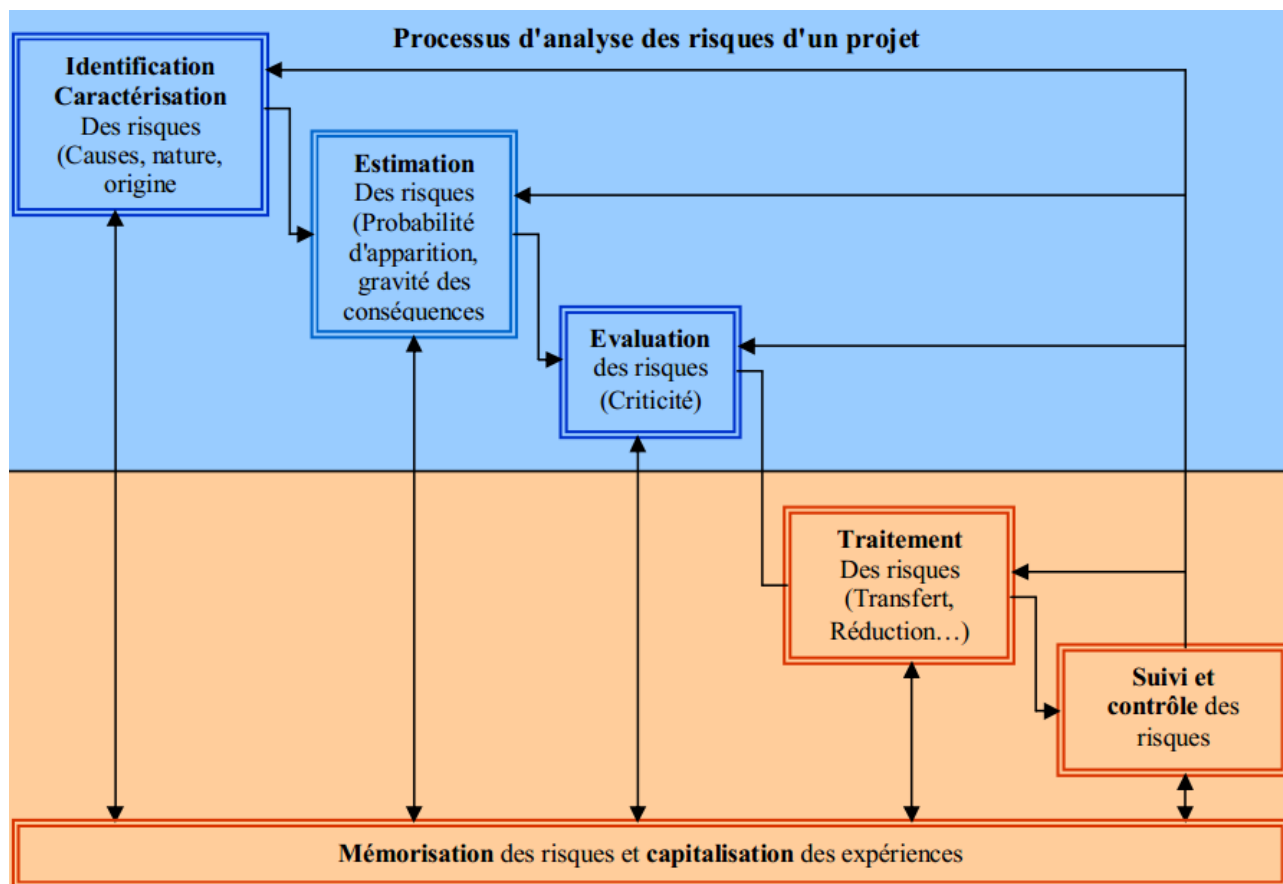 Processus d'analyse des risques d'un projet
Identification
Caractérisation
Des risques
(Causes, nature,
origine
Estimation
Des risques
(Probabilité
d'apparition,
gravité des
conséquences
Evaluation
des risques
(Criticité)
Traitement
Des risques
(Transfert,
Réduction…)
Suivi et
contrôle des
risques
Mémorisation des risques et capitalisation des expériences